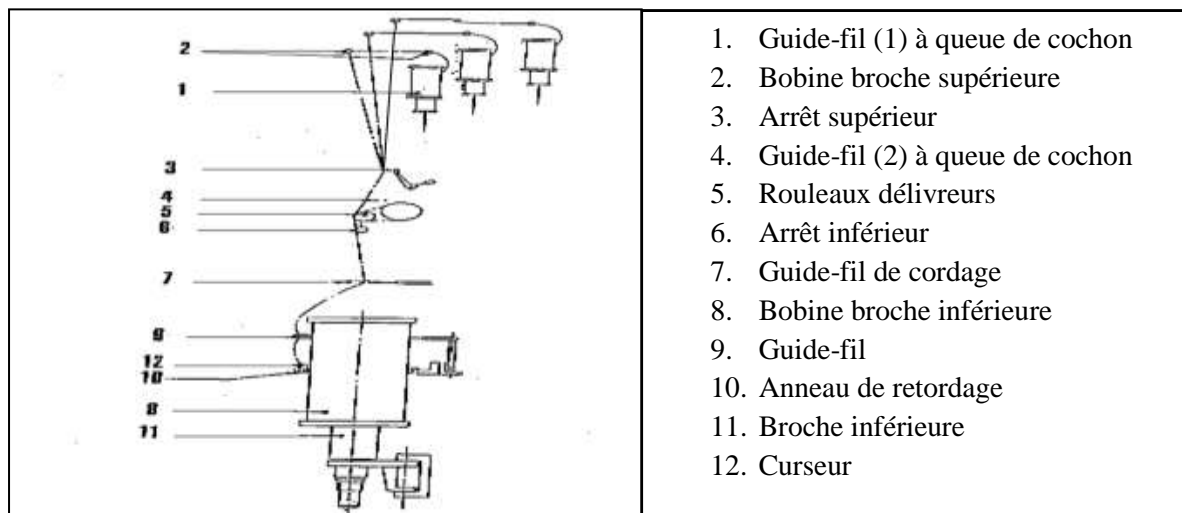 2
1
3
4
5
6
7
9
12
10
8
11
1. Guide-fil (1) à queue de cochon
2. Bobine broche supérieure
3. Arrêt supérieur
4. Guide-fil (2) à queue de cochon
5. Rouleaux délivreurs
6. Arrêt inférieur
7. Guide-fil de cordage
8. Bobine broche inférieure
9. Guide-fil
10. Anneau de retordage
11. Broche inférieure
12. Curseur